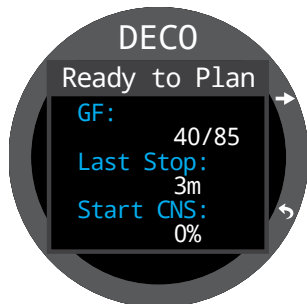 DECO
Ready to Plan
GF:
40/85
Last Stop:
3m
Start CNS:
0%